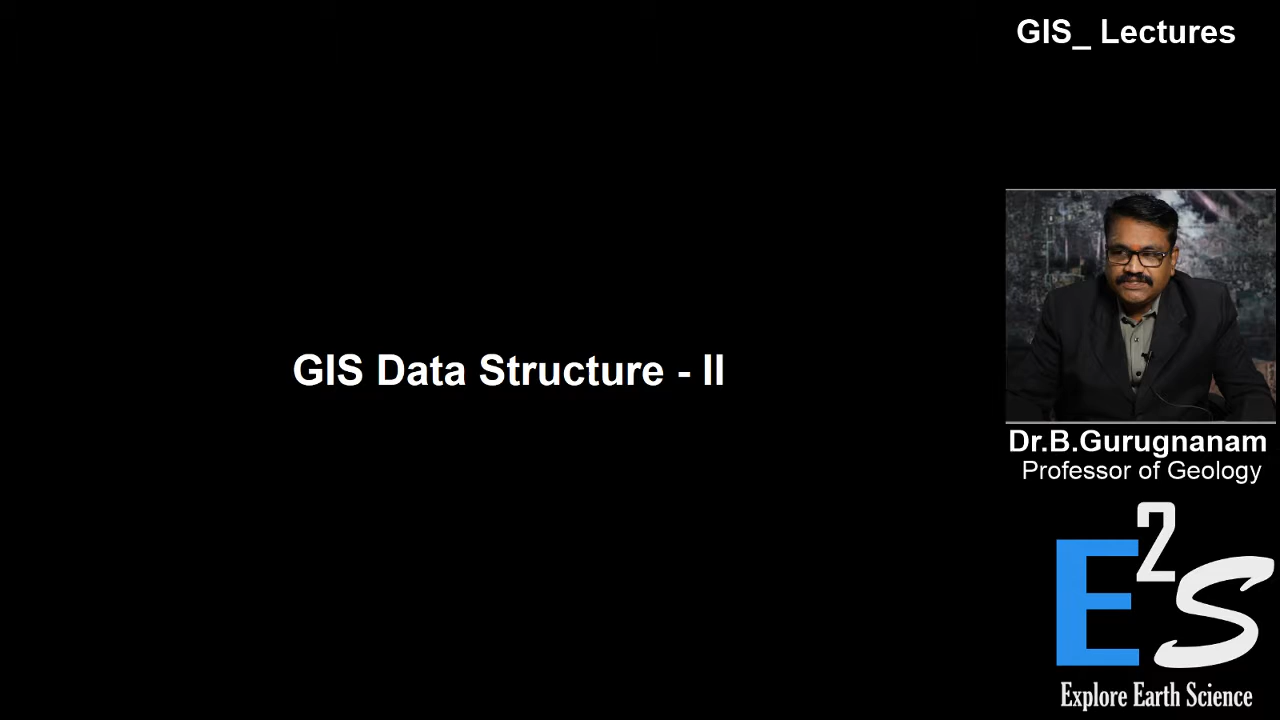 GIS_ Lectures
GIS Data Structure - II
Dr.B.Gurugnanam
Professor of Geology
E2S
Explore Earth Science